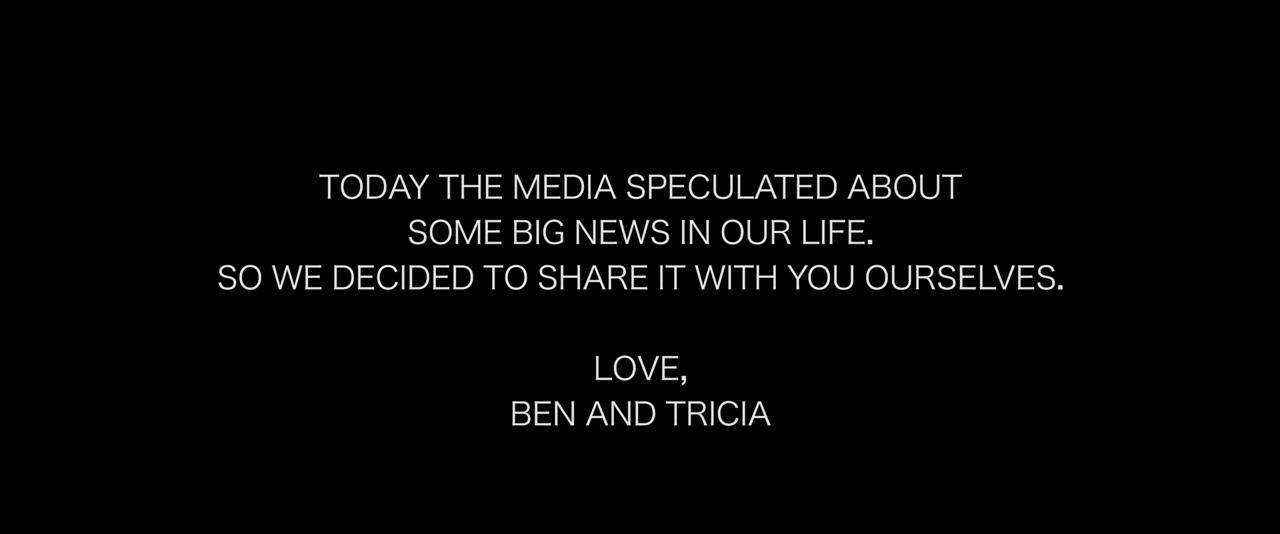 TODAY THE MEDIA SPECULATED ABOUT
SOME BIG NEWS IN OUR LIFE.
SO WE DECIDED TO SHARE IT WITH YOU OURSELVES.
LOVE,
BEN AND TRICIA